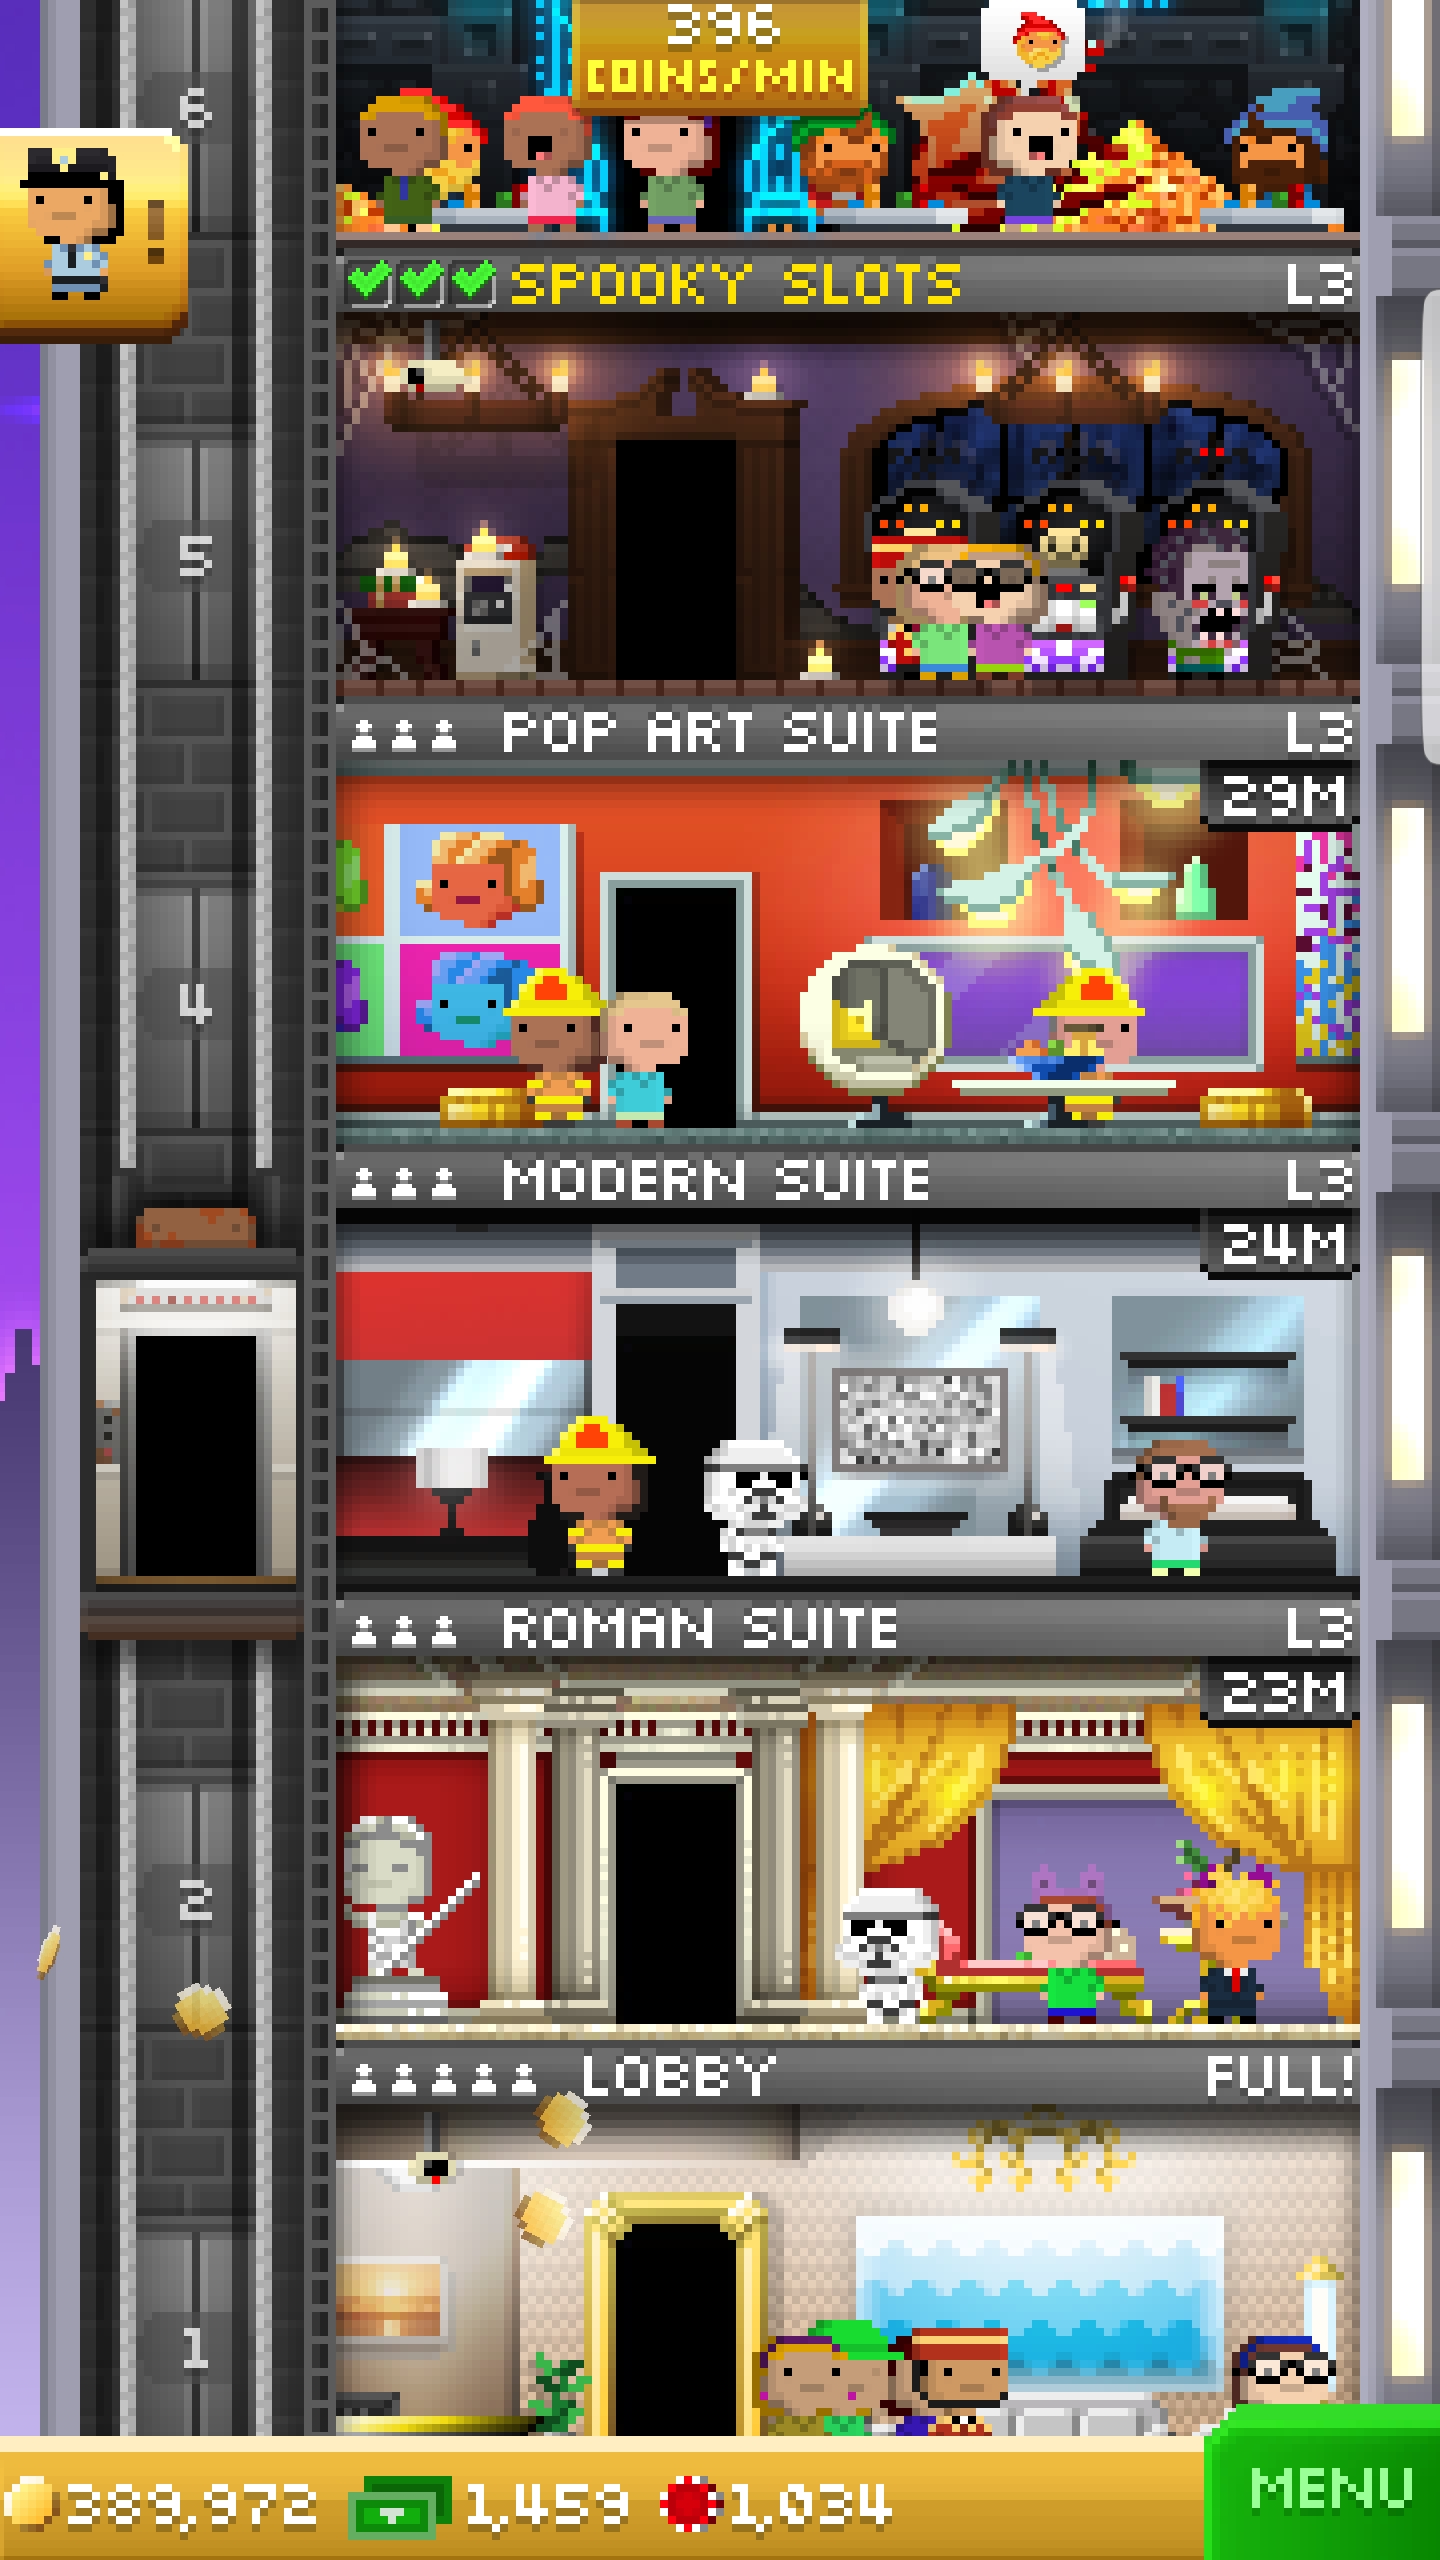 396
COINS/MIN
6
!
SPOOKY SLOTS L3
5
POP ART SUITE L3
29M
4
MODERN SUITE L3
24M
ROMAN SUITE L3
23M
2
LOBBY FULL!
1
389,972 1,459 1,034 MENU